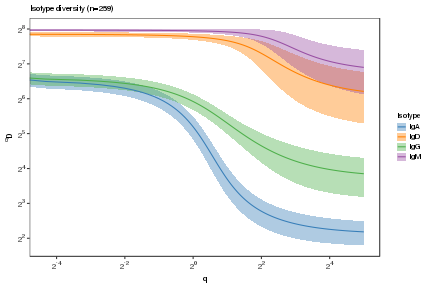 Isotype diversity (n=259)
2^8
2^7
2^6
2^5
2^4
2^3
2^2
qD
2^-4
2^-2
2^0
2^2
2^4
q
Isotype
IgA
IgD
IgG
IgM